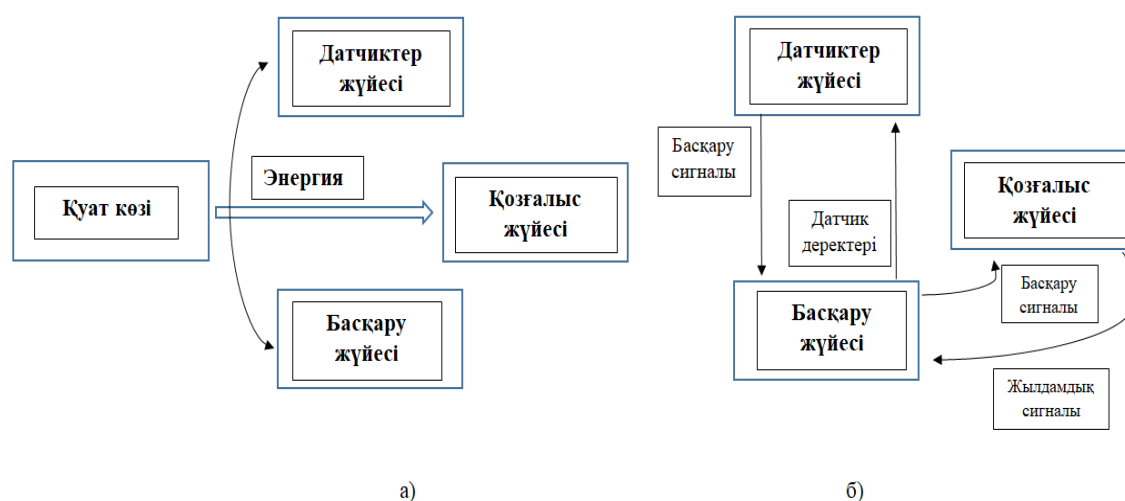 Датчиктер
жүйесі
Энергия
Қуат көзі
Қозғалыс
жүйесі
Басқару
жүйесі
а)
Датчиктер
жүйесі
Басқару
сигналы
Қозғалыс
жүйесі
Датчик
деректері
Басқару
сигналы
Басқару
жүйесі
Жылдамдық
сигналы
б)